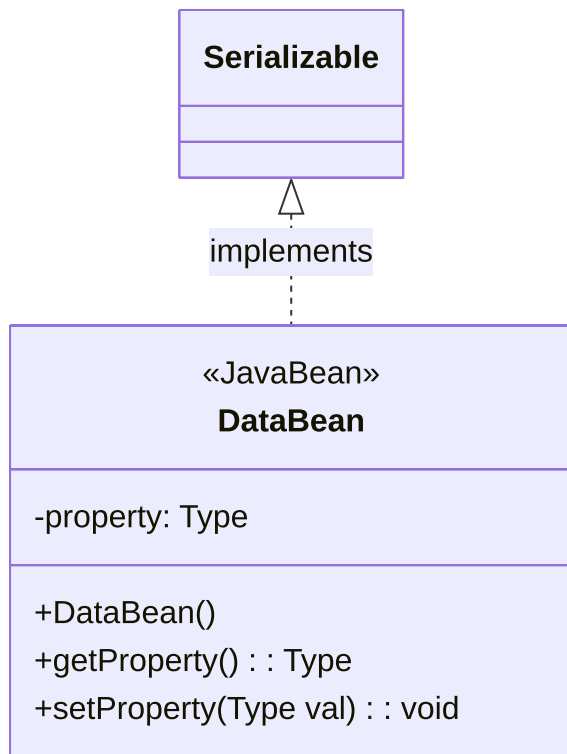 Serializable
implements
«JavaBean»
DataBean
-property: Type
+DataBean()
+getProperty() : : Type
+setProperty(Type val) : : void